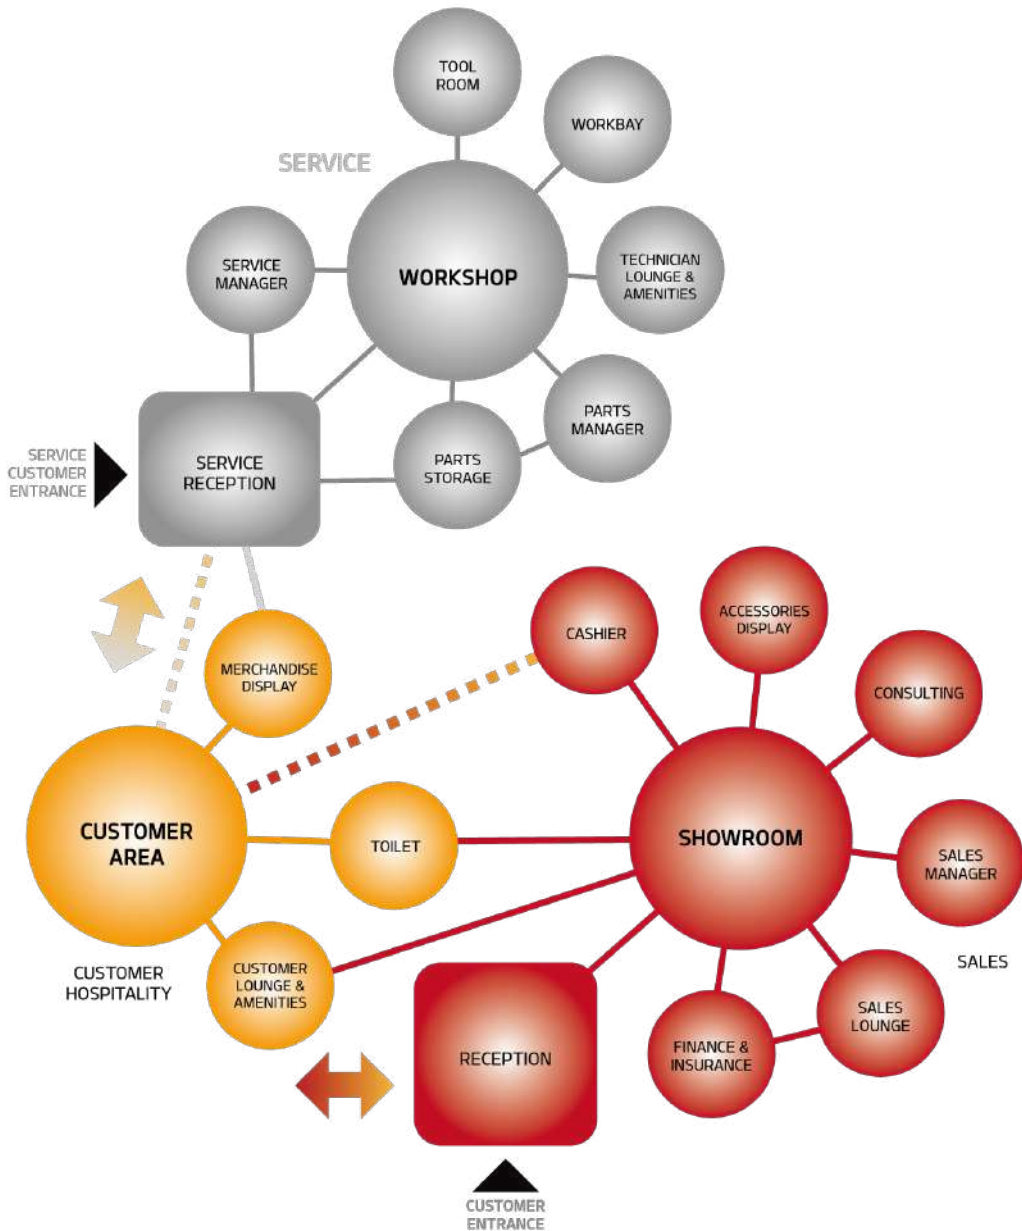 TOOL
ROOM
WORKBAY
SERVICE
SERVICE
MANAGER
WORKSHOP
TECHNICIAN
LOUNGE &
AMENITIES
PARTS
MANAGER
SERVICE
CUSTOMER
ENTRANCE
SERVICE
RECEPTION
PARTS
STORAGE
CASHIER
ACCESSORIES
DISPLAY
MERCHANDISE
DISPLAY
CONSULTING
CUSTOMER
AREA
TOILET
SHOWROOM
SALES
MANAGER
CUSTOMER
HOSPITALITY
CUSTOMER
LOUNGE &
AMENITIES
SALES
SALES
LOUNGE
RECEPTION
FINANCE &
INSURANCE
CUSTOMER
ENTRANCE